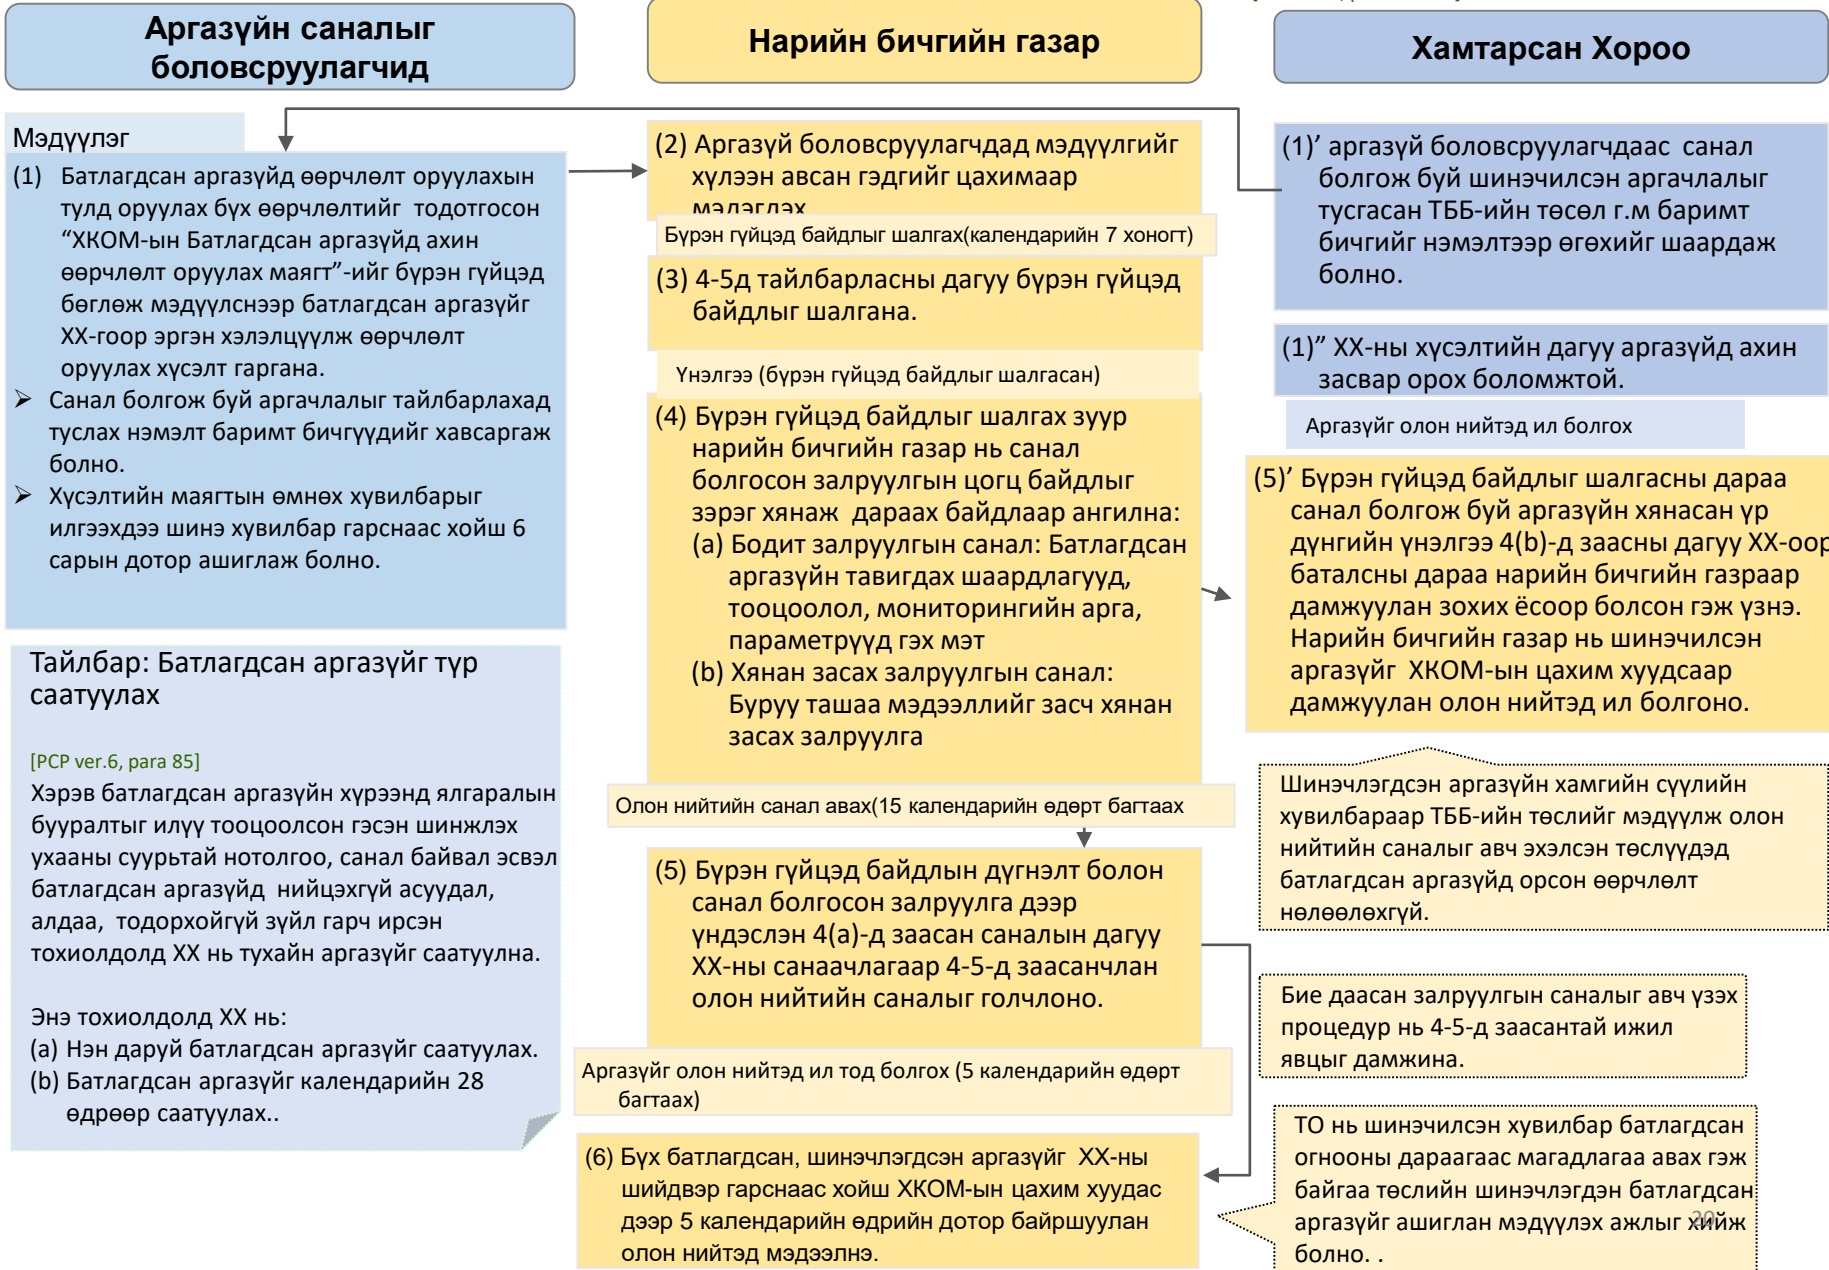 Аргазүйн саналыг
боловсруулагчид
Нарийн бичгийн газар
Хамтарсан Хороо
Мэдүүлэг
(1) Батлагдсан аргазүйд өөрчлөлт оруулахын
тулд оруулах бүх өөрчлөлтийг тодотгосон
“ХКОМ-ын Батлагдсан аргазүйд ахин
өөрчлөлт оруулах маягт”-ийг бүрэн гүйцэд
бөглөж мэдүүлснээр батлагдсан аргазүйг
ХХ-гоор эргэн хэлэлцүүлж өөрчлөлт
оруулах хүсэлт гаргана.
➢ Санал болгож буй аргачлалыг тайлбарлахад
туслах нэмэлт баримт бичгүүдийг хавсаргаж
болно.
➢ Хүсэлтийн маягтын өмнөх хувилбарыг
илгээхдээ шинэ хувилбар гарснаас хойш 6
сарын дотор ашиглаж болно.
Тайлбар: Батлагдсан аргазүйг түр
саатуулах
[PCP ver.6, para 85]
Хэрэв батлагдсан аргазүйн хүрээнд ялгаралын
бууралтыг илүү тооцоолсон гэсэн шинжлэх
ухааны суурьтай нотолгоо, санал байвал эсвэл
батлагдсан аргазүйд нийцэхгүй асуудал,
алдаа, тодорхойгүй зүйл гарч ирсэн
тохиолдолд ХХ нь тухайн аргазүйг саатуулна.
Энэ тохиолдолд ХХ нь:
(a) Нэн даруй батлагдсан аргазүйг саатуулах.
(b) Батлагдсан аргазүйг календарийн 28
өдрөөр саатуулах..
(2) Аргазүй боловсруулагчдад мэдүүлгийг
хүлээн авсан гэдгийг цахимаар
мэдэгдэх
Бүрэн гүйцэд байдлыг шалгах(календарийн 7 хоногт)
(3) 4-5д тайлбарласны дагуу бүрэн гүйцэд
байдлыг шалгана.
Үнэлгээ (бүрэн гүйцэд байдлыг шалгасан)
(4) Бүрэн гүйцэд байдлыг шалгах зуур
нарийн бичгийн газар нь санал
болгосон залруулгын цогц байдлыг
зэрэг хянаж дараах байдлаар ангилна:
(a) Бодит залруулгын санал: Батлагдсан
аргазүйн тавигдах шаардлагууд,
тооцоолол, мониторингийн арга,
параметрүүд гэх мэт
(b) Хянан засах залруулгын санал:
Буруу ташаа мэдээллийг засч хянан
засах залруулга
Олон нийтийн санал авах(15 календарийн өдөрт багтаах
(5) Бүрэн гүйцэд байдлын дүгнэлт болон
санал болгосон залруулга дээр
үндэслэн 4(a)-д заасан саналын дагуу
ХХ-ны санаачлагаар 4-5-д заасанчлан
олон нийтийн саналыг голчлоно.
Аргазүйг олон нийтэд ил тод болгох (5 календарийн өдөрт
багтаах)
(6) Бүх батлагдсан, шинэчлэгдсэн аргазүйг ХХ-ны
шийдвэр гарснаас хойш ХКОМ-ын цахим хуудас
дээр 5 календарийн өдрийн дотор байршуулан
олон нийтэд мэдээлнэ.
(1)’ аргазүй боловсруулагчдаас санал
болгож буй шинэчилсэн аргачлалыг
тусгасан ТББ-ийн төсөл г.м баримт
бичгийг нэмэлтээр өгөхийг шаардаж
болно.
(1)” ХХ-ны хүсэлтийн дагуу аргазүйд ахин
засвар орох боломжтой.
Аргазүйг олон нийтэд ил болгох
(5)’ Бүрэн гүйцэд байдлыг шалгасны дараа
санал болгож буй аргазүйн хянасан үр
дүнгийн үнэлгээ 4(b)-д заасны дагуу ХХ-оор
баталсны дараа нарийн бичгийн газраар
дамжуулан зохих ёсоор болсон гэж үзнэ.
Нарийн бичгийн газар нь шинэчилсэн
аргазүйг ХКОМ-ын цахим хуудсаар
дамжуулан олон нийтэд ил болгоно.
Шинэчлэгдсэн аргазүйн хамгийн сүүлийн
хувилбараар ТББ-ийн төслийг мэдүүлж олон
нийтийн саналыг авч эхэлсэн төслүүдэд
батлагдсан аргазүйд орсон өөрчлөлт
нөлөөлөхгүй.
Бие даасан залруулгын саналыг авч үзэх
процедур нь 4-5-д заасантай ижил
явцыг дамжина.
ТО нь шинэчилсэн хувилбар батлагдсан
огнооны дараагаас магадлагаа авах гэж
байгаа төслийн шинэчлэгдэн батлагдсан
аргазүйг ашиглан мэдүүлэх ажлыг хийж
болно. .
20